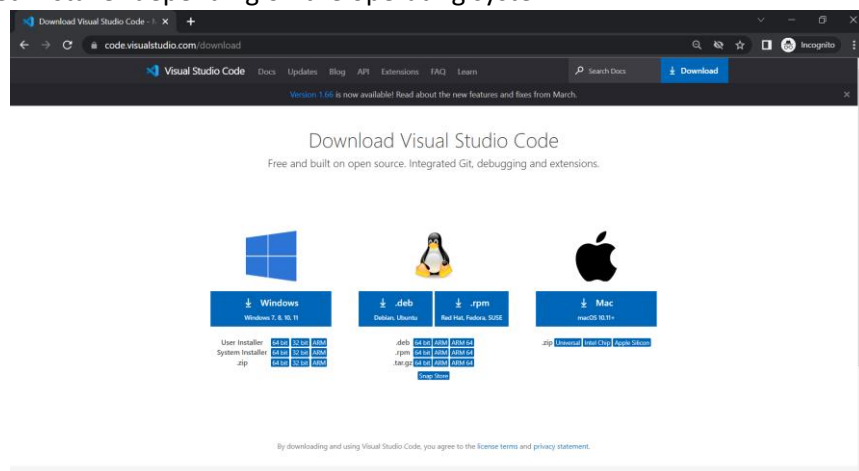 installer depending on the operating system
Download Visual Studio Code -
code.visualstudio.com/download
Incognito
Visual Studio Code Docs Updates Blog API Extensions FAQ Learn Search Docs Download
Version 1.66 is now available! Read about the new features and fixes from March.
Download Visual Studio Code
Free and built on open source. Integrated Git, debugging and extensions.
Windows
Windows 7, 8, 10, 11
.deb
Debian, Ubuntu
.rpm
Red Hat, Fedora, SUSE
Mac
macOS 10.11+
User Installer 64 bit 32 bit ARM
System Installer 64 bit 32 bit ARM
.zip 64 bit 32 bit ARM
.deb 64 bit ARM ARM 64
.rpm 64 bit ARM ARM 64
.tar.gz 64 bit ARM ARM 64
Snap Store
.zip Universal Intel Chip Apple Silicon
By downloading and using Visual Studio Code, you agree to the license terms and privacy statement.